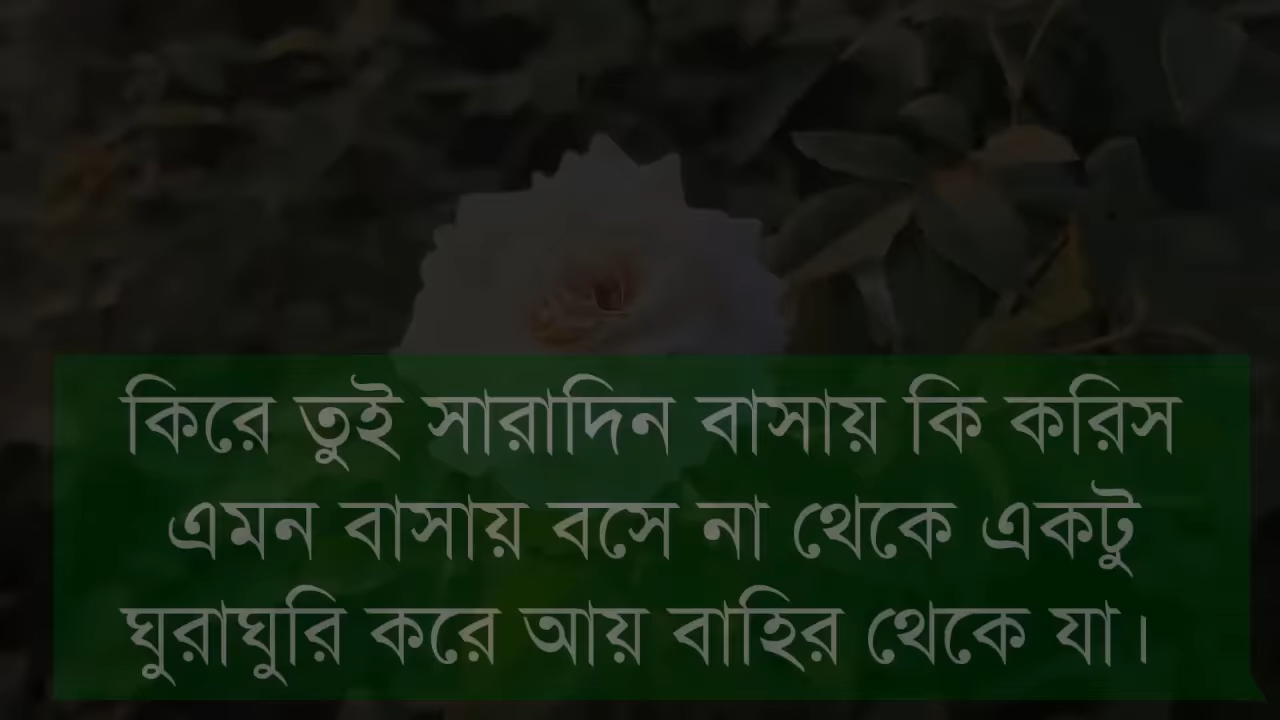 কিরে তুই সারাদিন বাসায় কি করিস
এমন বাসায় বসে না থেকে একটু
ঘুরাঘুরি করে আয় বাহির থেকে যা।